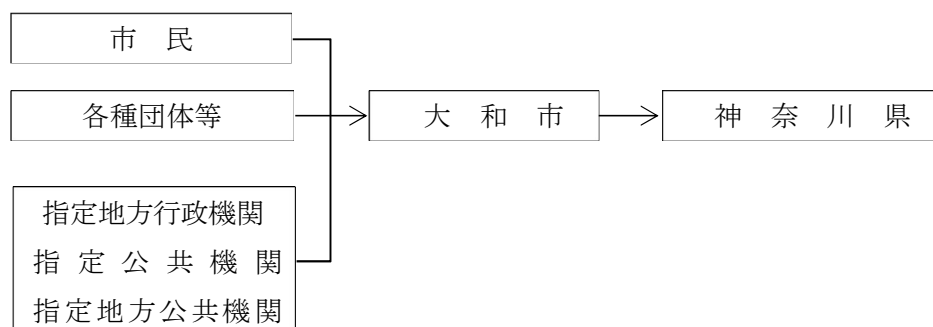 市 民
各種団体等
大 和 市
神 奈 川 県
指定地方行政機関
指 定 公 共 機 関
指定地方公共機関